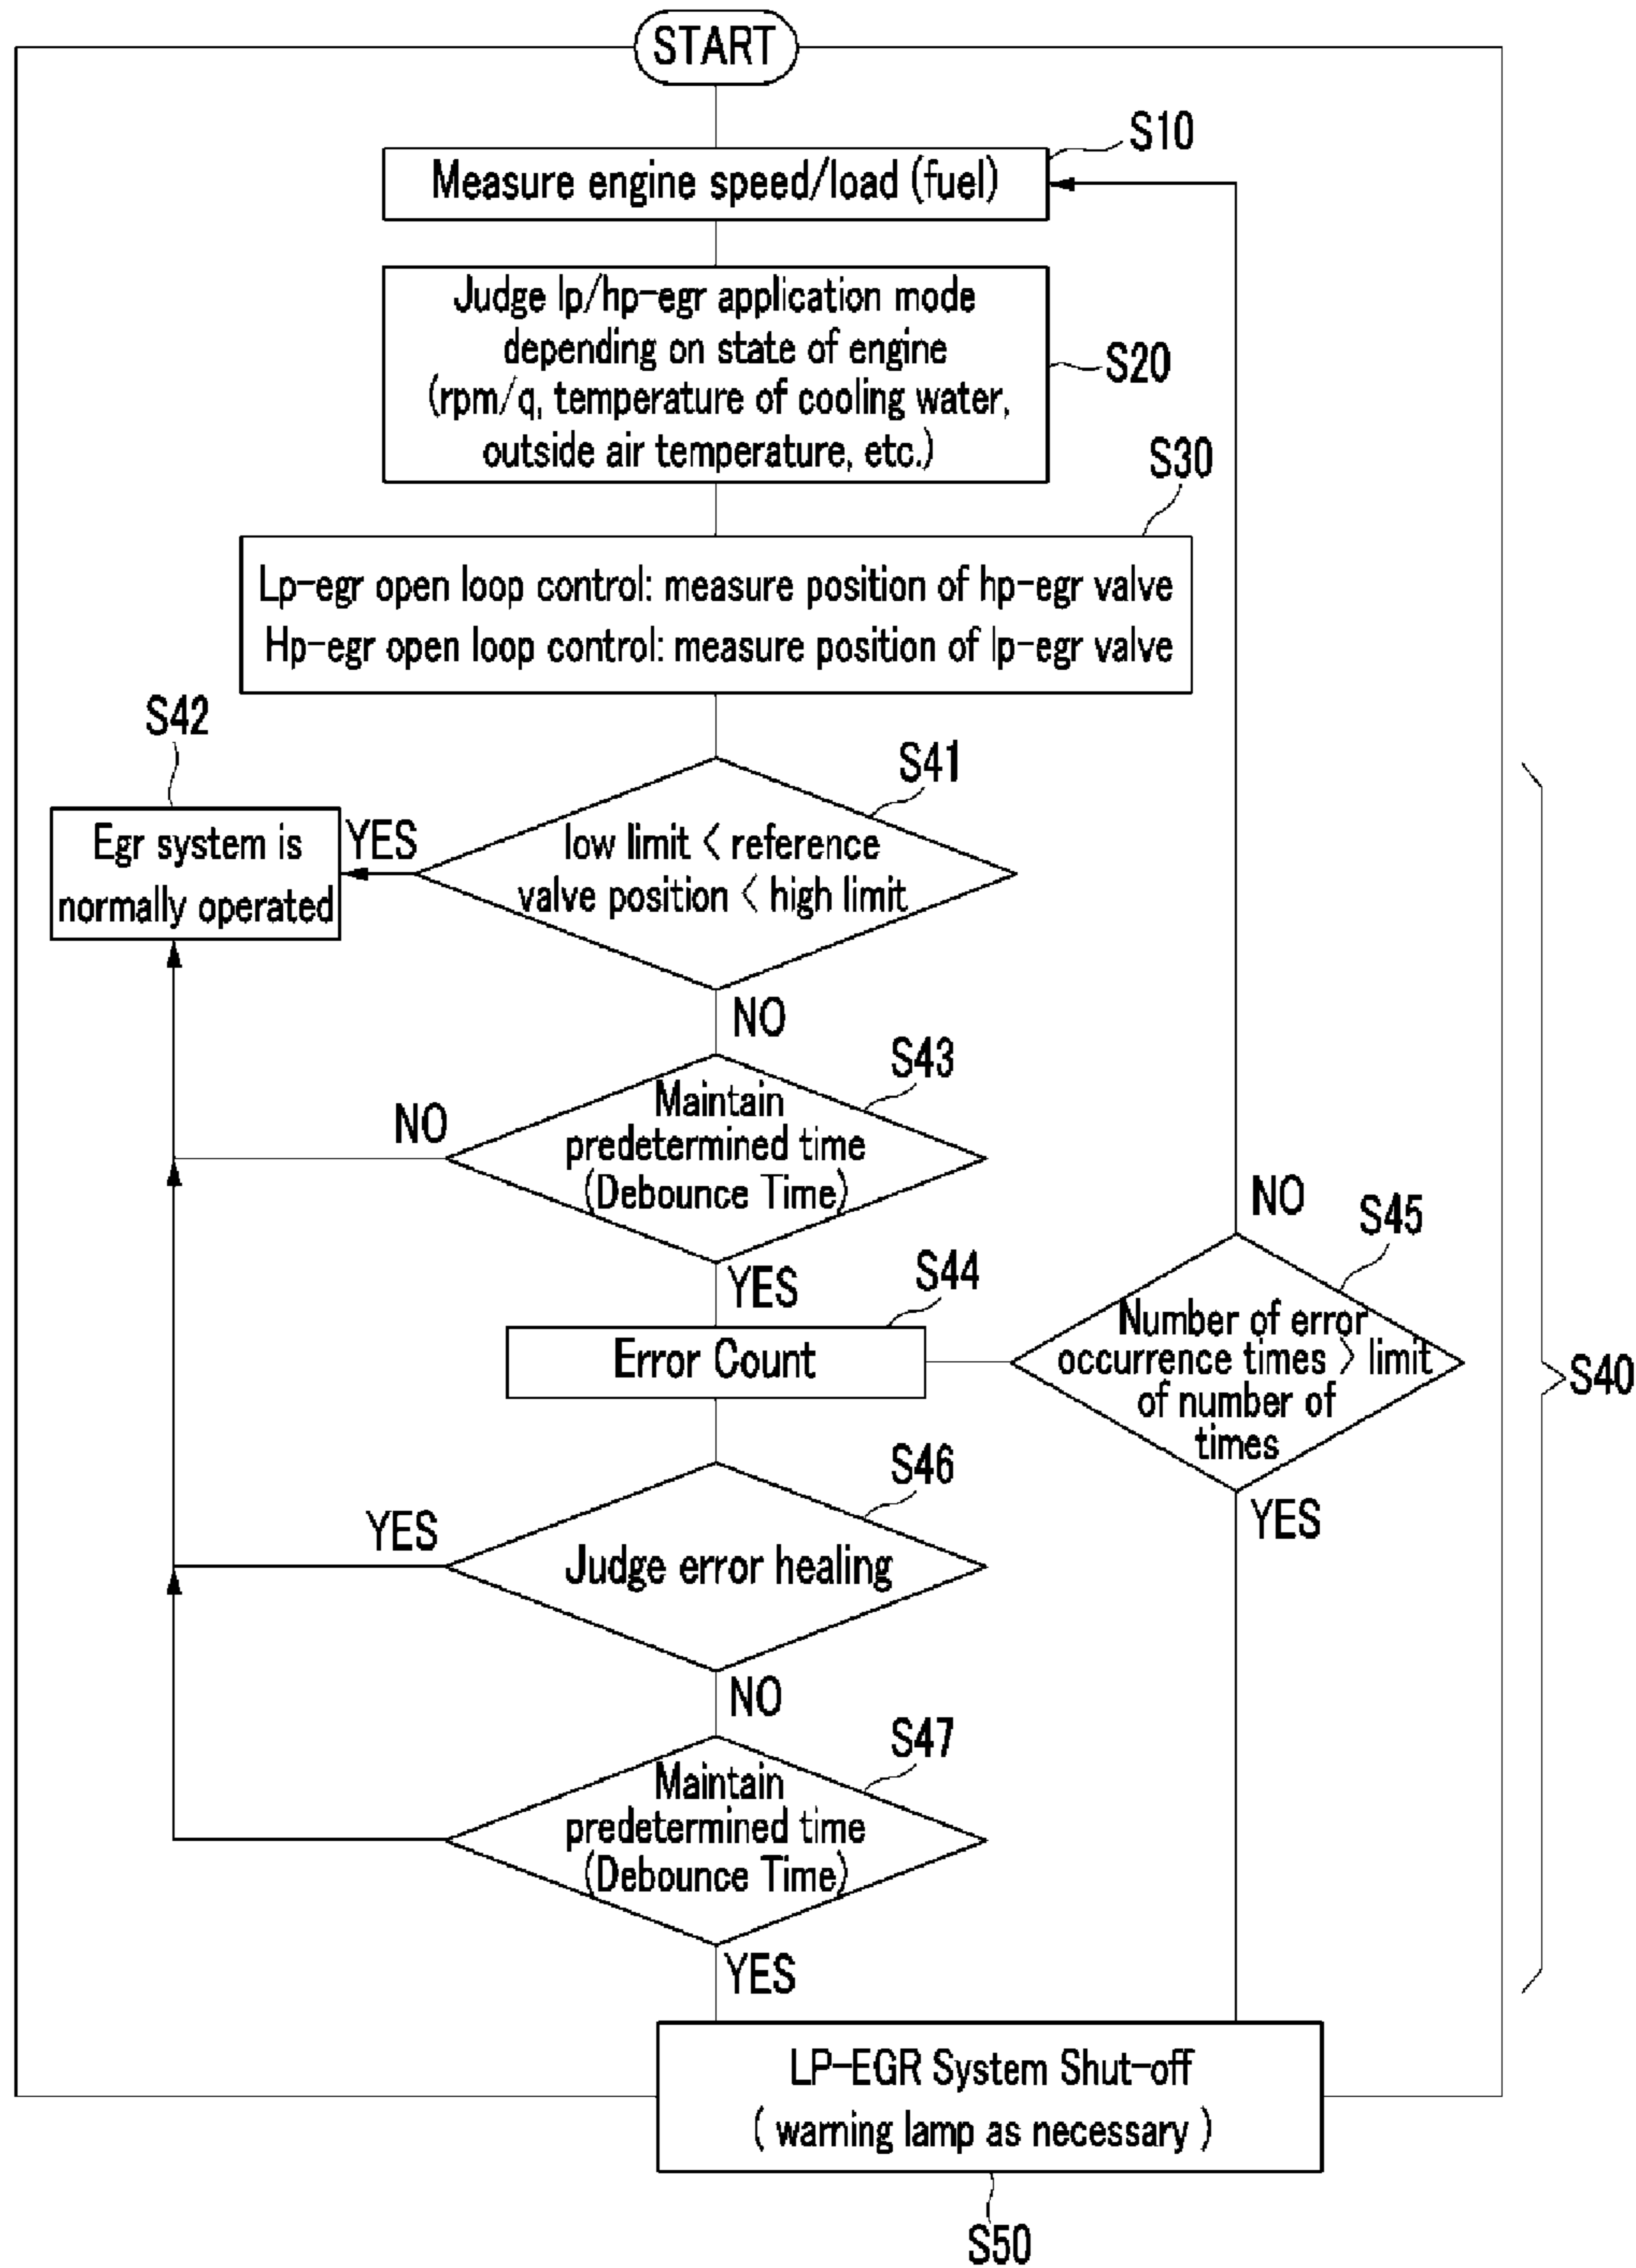 START
S10
Measure engine speed/load (fuel)
Judge lp/hp-egr application mode
depending on state of engine
(rpm/q, temperature of cooling water,
outside air temperature, etc.)
S20
S30
Lp-egr open loop control: measure position of hp-egr valve
Hp-egr open loop control: measure position of lp-egr valve
S42
Egr system is
normally operated
YES
S41
low limit < reference
valve position < high limit
NO
S43
Maintain
predetermined time
(Debounce Time)
NO
YES
S44
Error Count
NO
S45
Number of error
occurrence times > limit
of number of
times
YES
S40
S46
Judge error healing
YES
NO
S47
Maintain
predetermined time
(Debounce Time)
YES
LP-EGR System Shut-off
( warning lamp as necessary )
S50